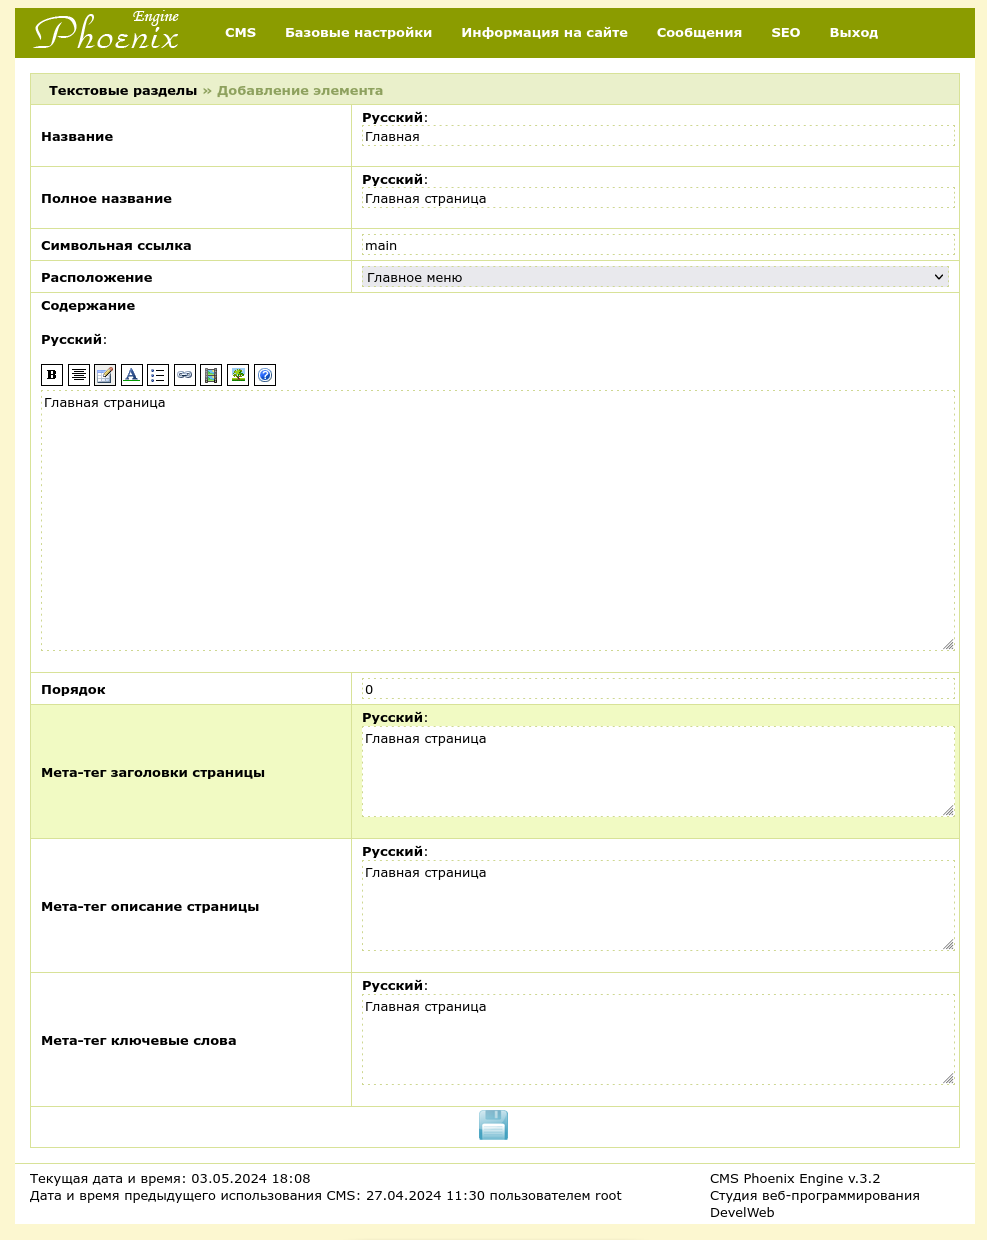 Engine
Phoenix
CMS Базовые настройки Информация на сайте Сообщения SEO Выход
Текстовые разделы » Добавление элемента
Русский:
Название Главная
Русский:
Полное название Главная страница
Символьная ссылка main
Расположение Главное меню
Содержание
Русский:
B A ?
Главная страница
Порядок 0
Русский:
Главная страница
Мета-тег заголовки страницы
Русский:
Главная страница
Мета-тег описание страницы
Русский:
Главная страница
Мета-тег ключевые слова
Текущая дата и время: 03.05.2024 18:08
Дата и время предыдущего использования CMS: 27.04.2024 11:30 пользователем root
CMS Phoenix Engine v.3.2
Студия веб-программирования
DevelWeb